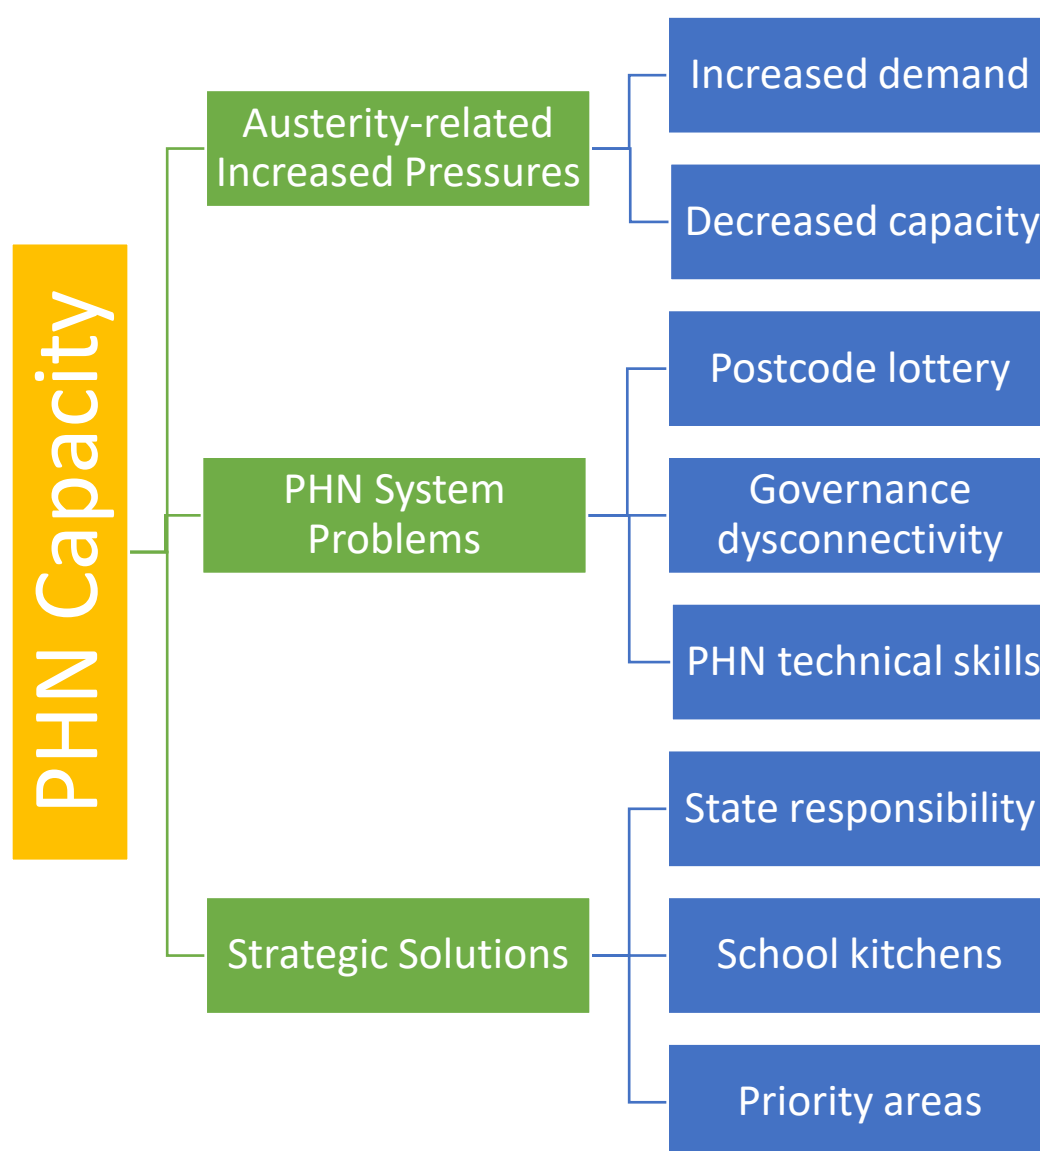 PHN Capacity
Austerity-related
Increased Pressures
Increased demand
Decreased capacity
PHN System
Problems
Postcode lottery
Governance
dysconnectivity
PHN technical skills
Strategic Solutions
State responsibility
School kitchens
Priority areas